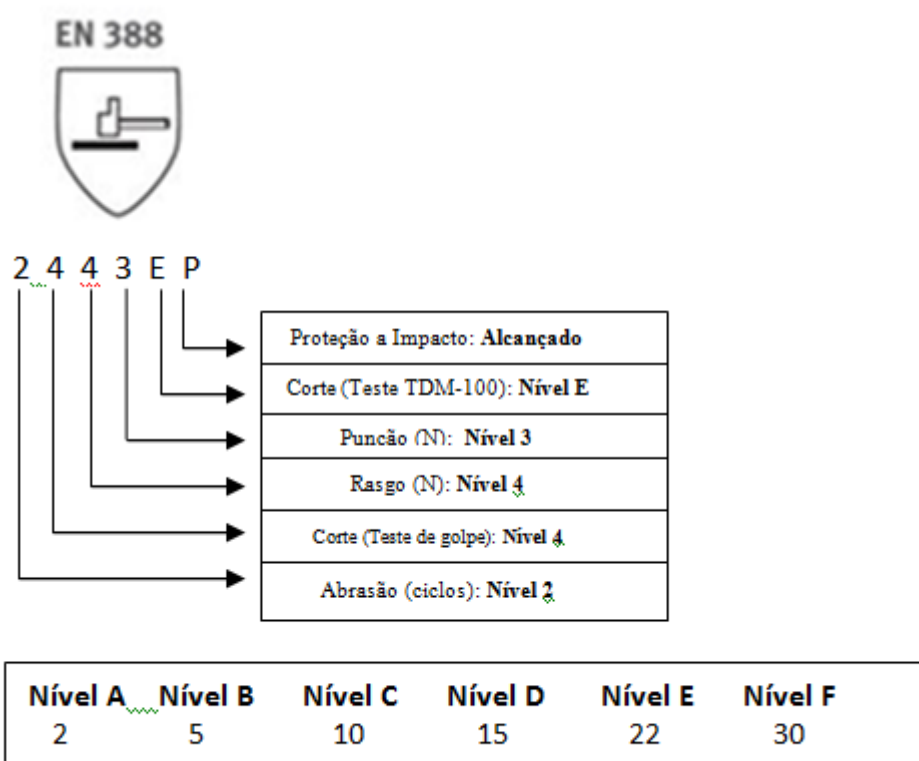 EN 388
2 4 4 3 E P
Proteção a Impacto: Alcançado
Corte (Teste TDM-100): Nível E
Punção (N): Nível 3
Rasgo (N): Nível 4
Corte (Teste de golpe): Nível 4
Abrasão (ciclos): Nível 2
Nível A Nível B Nível C Nível D Nível E Nível F
2 5 10 15 22 30